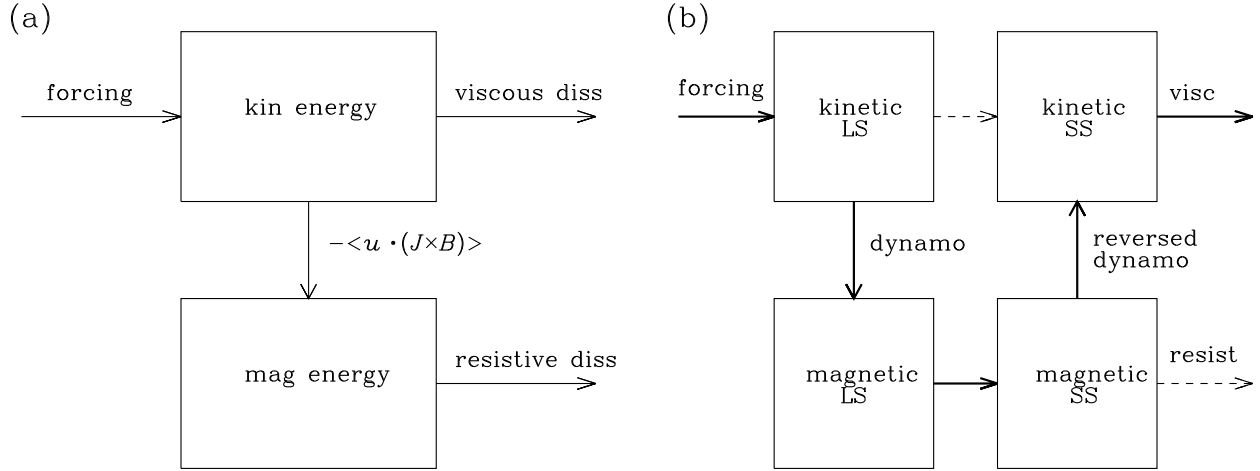 (a)
forcing
kin energy
viscous diss
−<u ·(J×B)>
mag energy
resistive diss
(b)
forcing
kinetic
LS
kinetic
SS
visc
dynamo
reversed
dynamo
magnetic
LS
magnetic
SS
resist